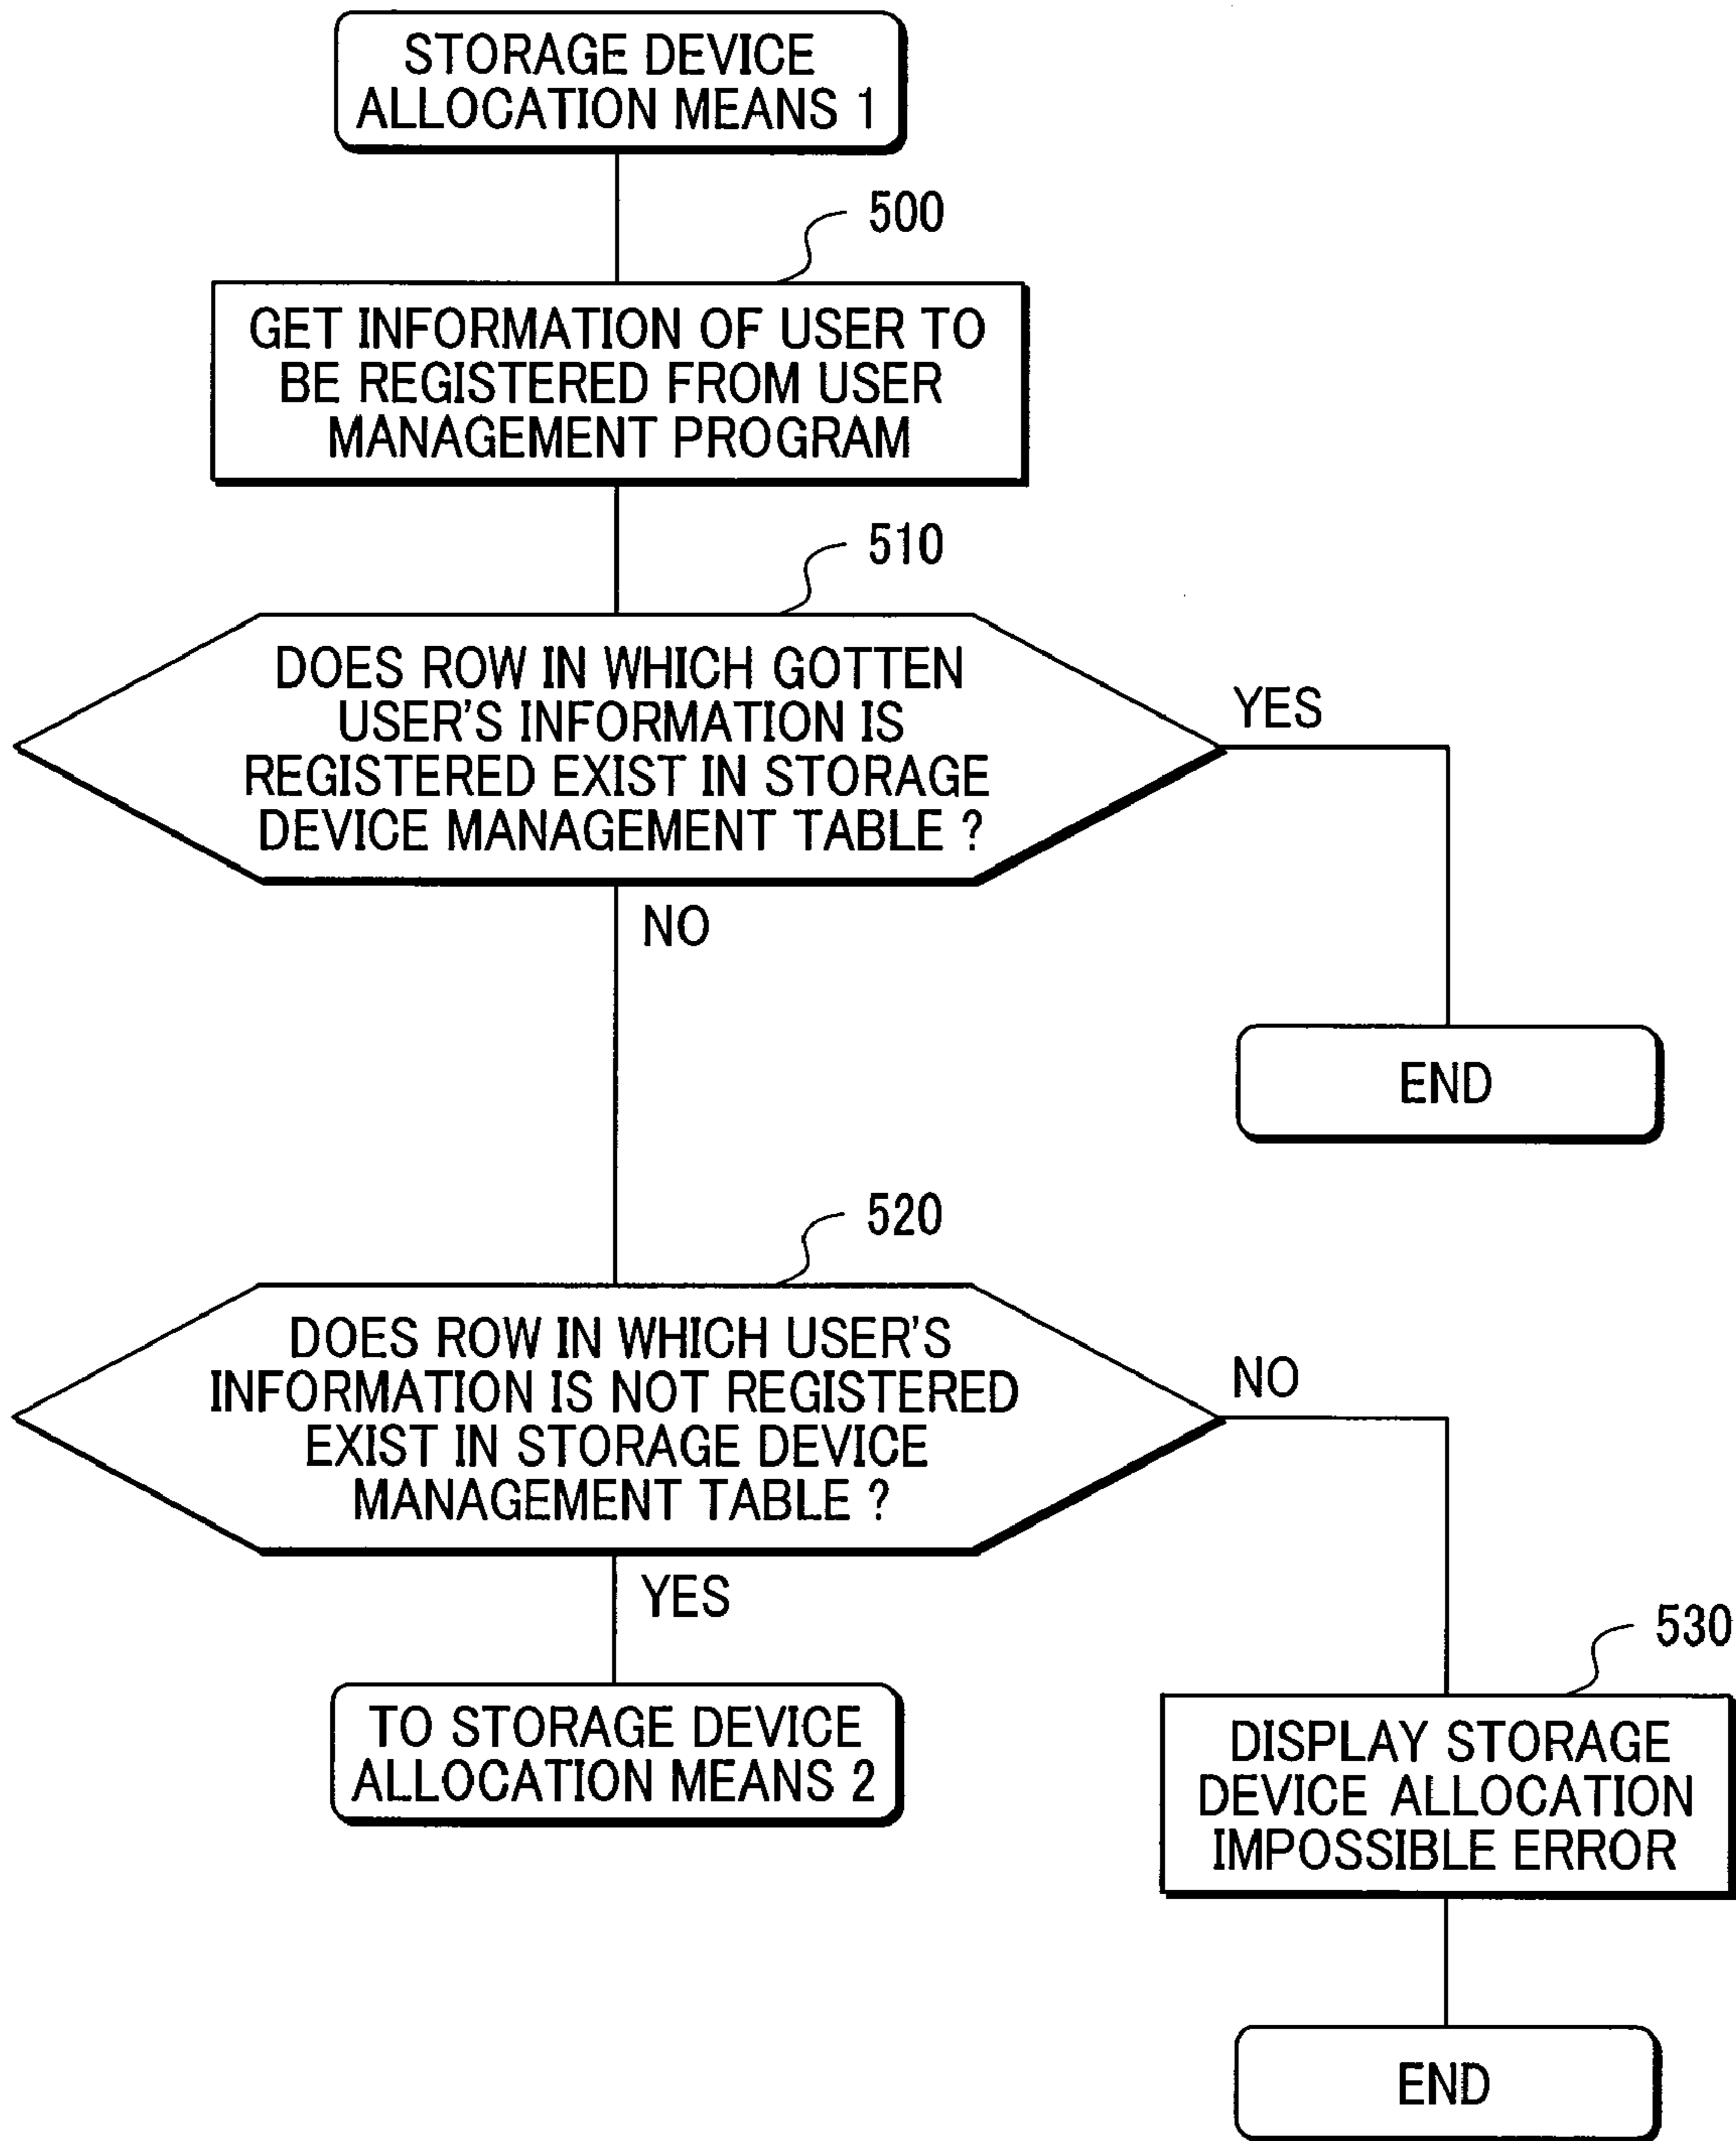 STORAGE DEVICE
ALLOCATION MEANS 1
500
GET INFORMATION OF USER TO
BE REGISTERED FROM USER
MANAGEMENT PROGRAM
510
DOES ROW IN WHICH GOTTEN
USER'S INFORMATION IS
REGISTERED EXIST IN STORAGE
DEVICE MANAGEMENT TABLE ?
YES
NO
END
520
DOES ROW IN WHICH USER'S
INFORMATION IS NOT REGISTERED
EXIST IN STORAGE DEVICE
MANAGEMENT TABLE ?
NO
YES
530
TO STORAGE DEVICE
ALLOCATION MEANS 2
DISPLAY STORAGE
DEVICE ALLOCATION
IMPOSSIBLE ERROR
END